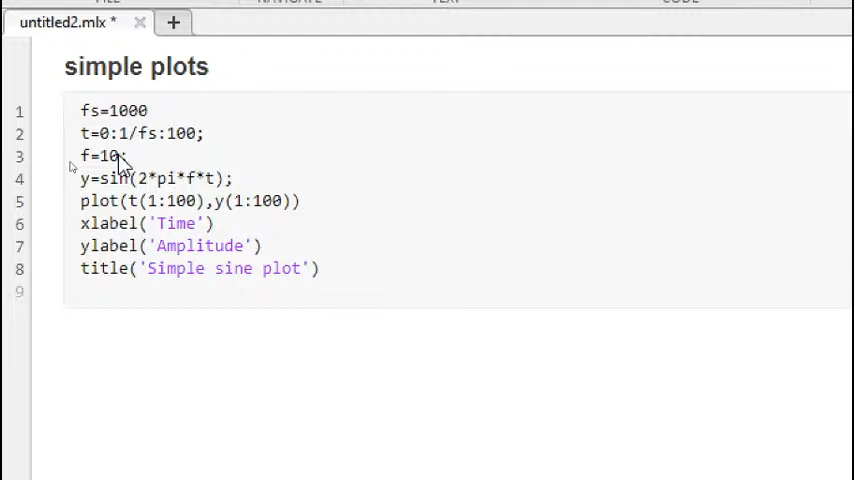 untitled2.mlx *
simple plots
1 fs=1000
2 t=0:1/fs:100;
3 f=10;
4 y=sin(2*pi*f*t);
5 plot(t(1:100),y(1:100))
6 xlabel('Time')
7 ylabel('Amplitude')
8 title('Simple sine plot')
9